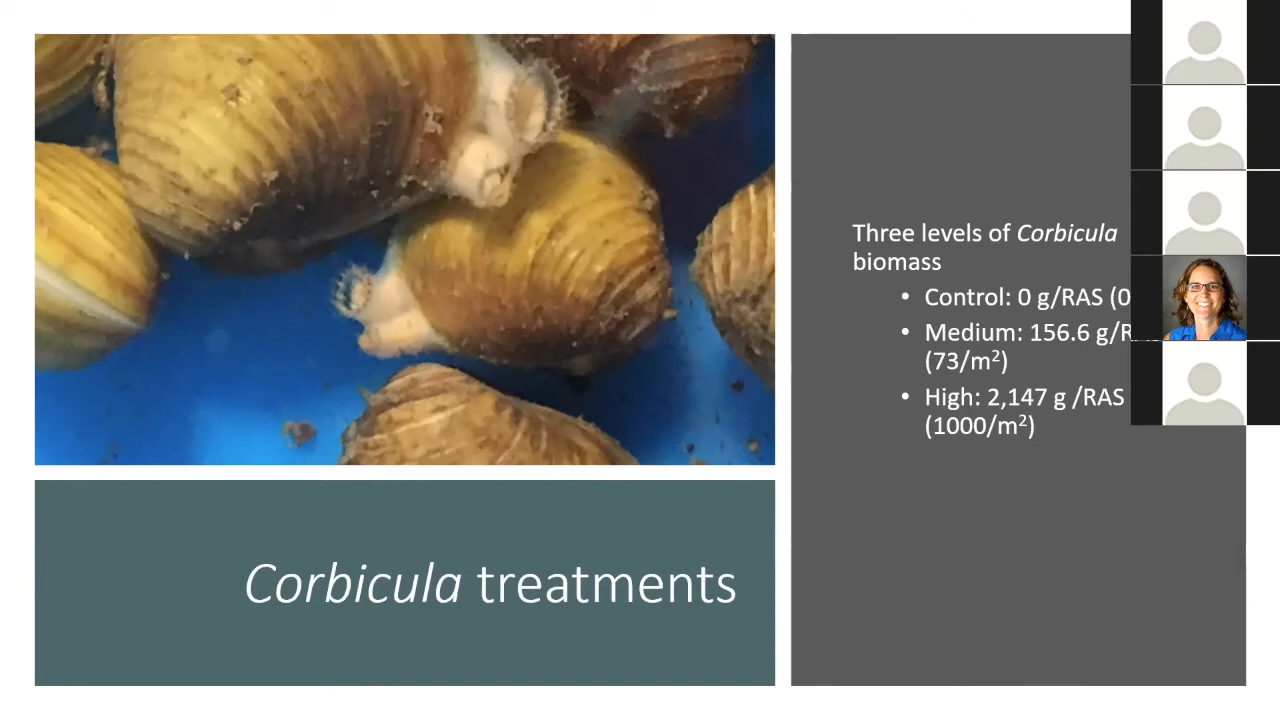 Three levels of Corbicula
biomass
• Control: 0 g/RAS (0
• Medium: 156.6 g/R
(73/m²)
• High: 2,147 g /RAS
(1000/m²)
Corbicula treatments